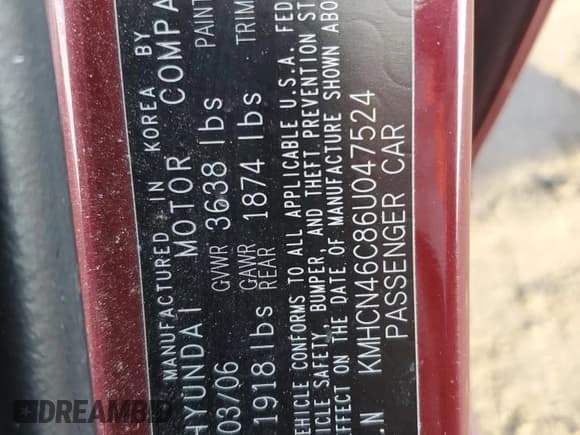 MANUFACTURED IN KOREA BY
HYUNDAI MOTOR COMPA
03/06 GVWR 3638 lbs PAINT
1918 lbs GAWR REAR 1874 lbs TRIM
VEHICLE CONFORMS TO ALL APPLICABLE U.S.A. FED
ICLE SAFETY, BUMPER, AND THEFT PREVENTION ST
EFFECT ON THE DATE OF MANUFACTURE SHOWN ABO
.N KMHCN46C86U047524
PASSENGER CAR
DREAMBID